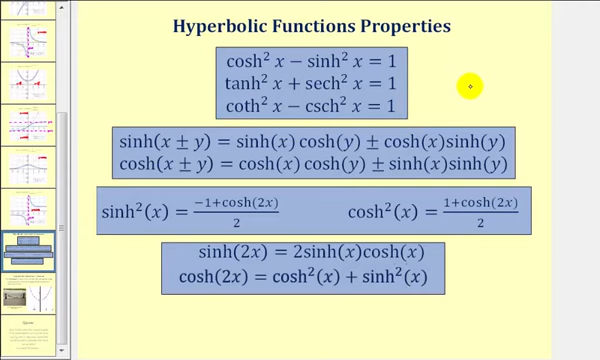 Hyperbolic Functions Properties
cosh² x − sinh² x = 1
tanh² x + sech² x = 1
coth² x − csch² x = 1
sinh(x ± y) = sinh(x) cosh(y) ± cosh(x)sinh(y)
cosh(x ± y) = cosh(x) cosh(y) ± sinh(x)sinh(y)
sinh²(x) = (−1+cosh(2x))/2 cosh²(x) = (1+cosh(2x))/2
sinh(2x) = 2sinh(x)cosh(x)
cosh(2x) = cosh²(x) + sinh²(x)